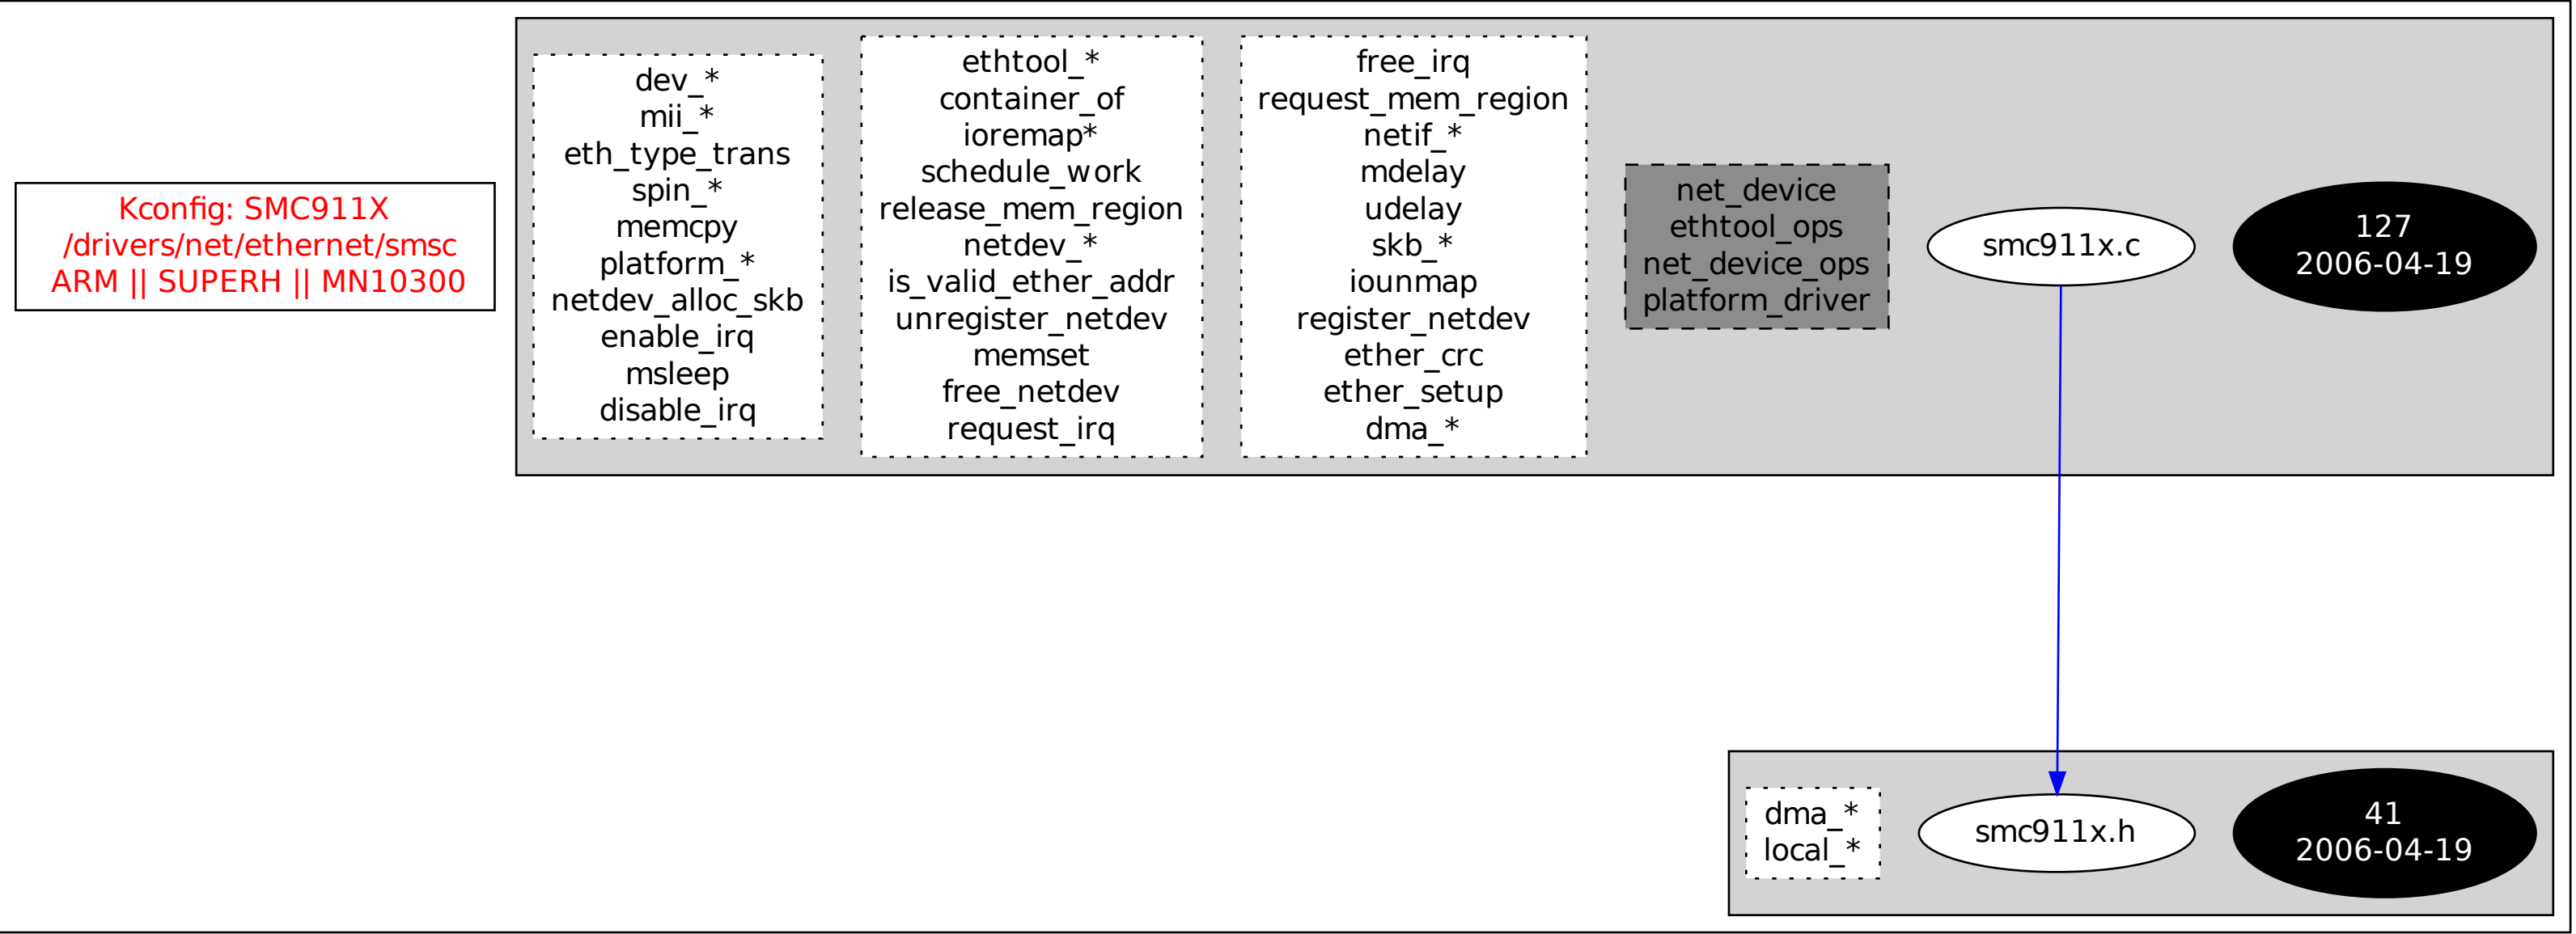 Kconfig: SMC911X
/drivers/net/ethernet/smsc
ARM || SUPERH || MN10300
dev_*
mii_*
eth_type_trans
spin_*
memcpy
platform_*
netdev_alloc_skb
enable_irq
msleep
disable_irq
ethtool_*
container_of
ioremap*
schedule_work
release_mem_region
netdev_*
is_valid_ether_addr
unregister_netdev
memset
free_netdev
request_irq
free_irq
request_mem_region
netif_*
mdelay
udelay
skb_*
iounmap
register_netdev
ether_crc
ether_setup
dma_*
net_device
ethtool_ops
net_device_ops
platform_driver
smc911x.c
127
2006-04-19
dma_*
local_*
smc911x.h
41
2006-04-19